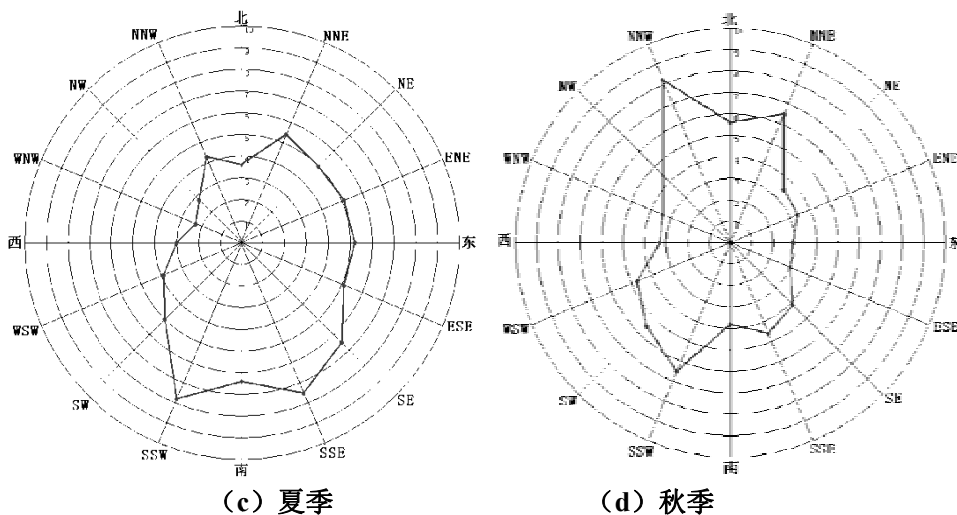 北
NNW
NNE
NW
NE
WNW
ENE
西
东
WSW
ESE
SW
SE
SSW
SSE
南
(c)夏季
北
NNW
NNE
NW
NE
WNW
ENE
西
东
WSW
ESE
SW
SE
SSW
SSE
南
(d)秋季